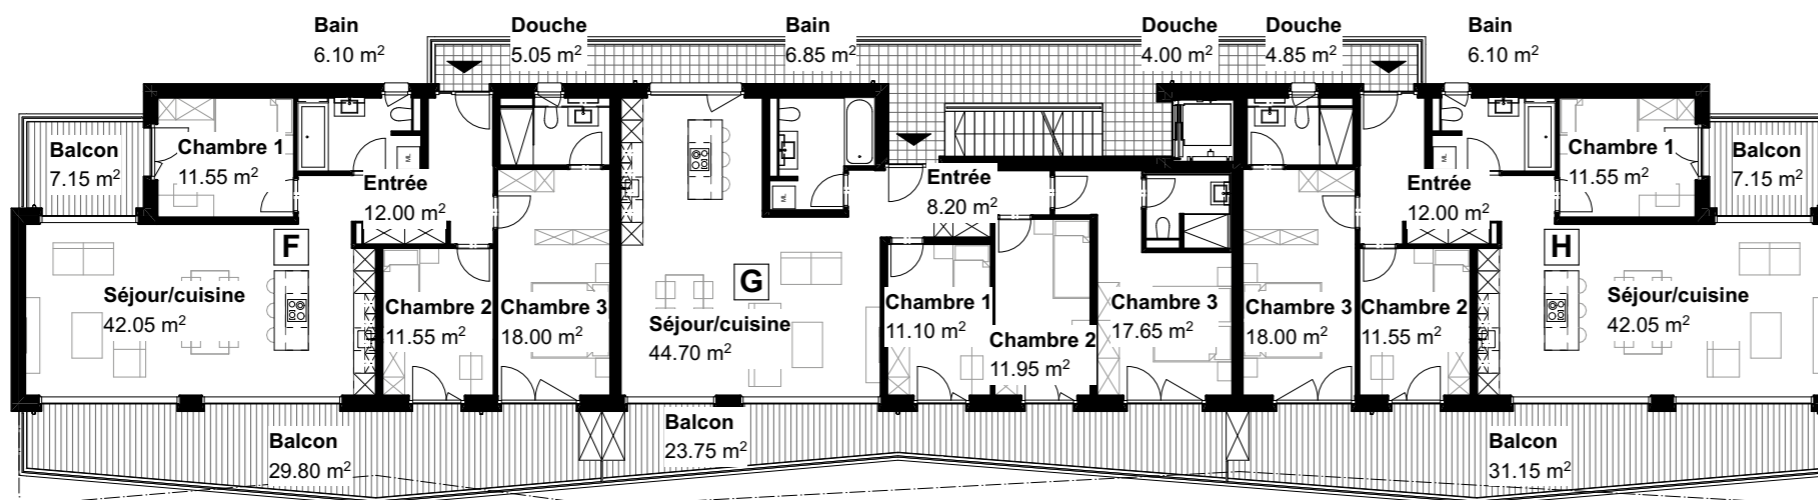 Bain
6.10 m²
Douche
5.05 m²
Bain
6.85 m²
Douche
4.00 m²
Douche
4.85 m²
Bain
6.10 m²
Balcon
7.15 m²
Chambre 1
11.55 m²
Entrée
12.00 m²
Entrée
8.20 m²
Entrée
12.00 m²
Chambre 1
11.55 m²
Balcon
7.15 m²
F
G
H
Séjour/cuisine
42.05 m²
Chambre 2
11.55 m²
Chambre 3
18.00 m²
Séjour/cuisine
44.70 m²
Chambre 1
11.10 m²
Chambre 2
11.95 m²
Chambre 3
17.65 m²
Chambre 3
18.00 m²
Chambre 2
11.55 m²
Séjour/cuisine
42.05 m²
Balcon
29.80 m²
Balcon
23.75 m²
Balcon
31.15 m²
ML
ML
ML